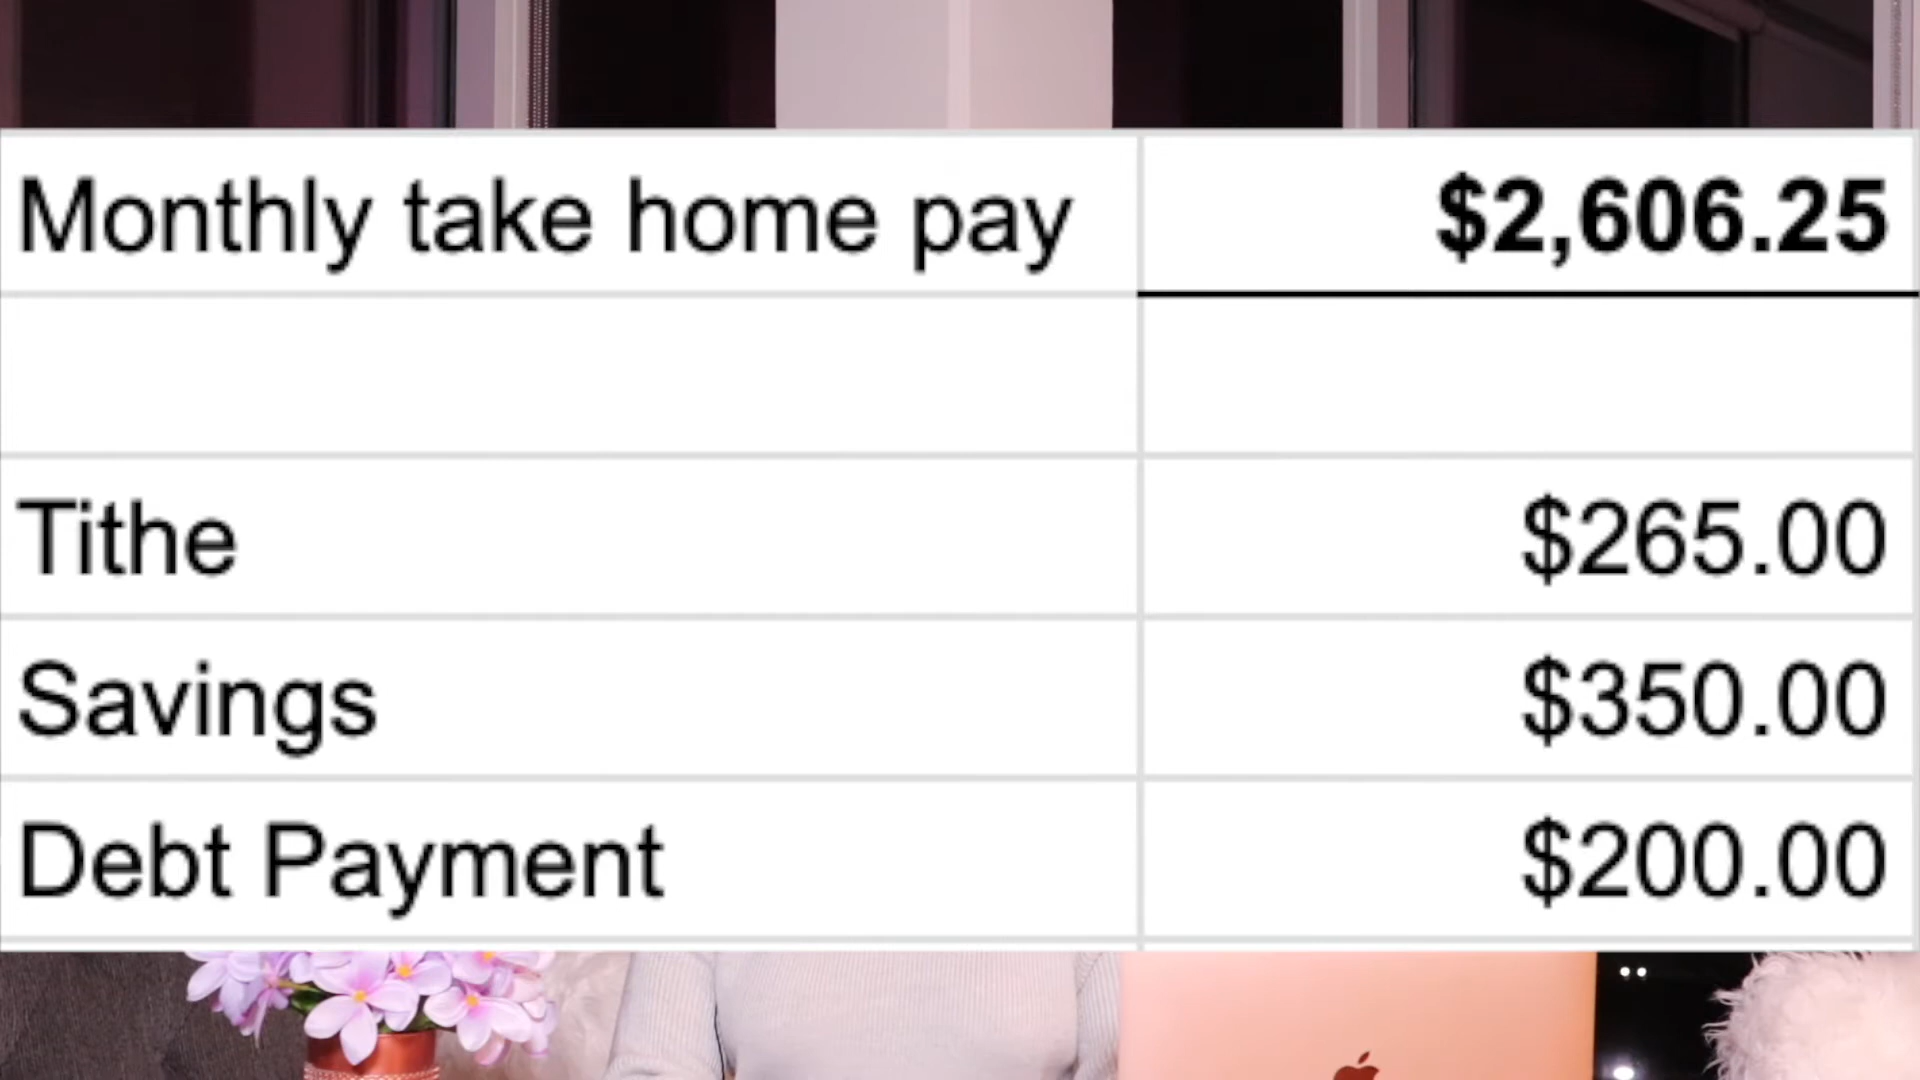 Monthly take home pay $2,606.25
Tithe $265.00
Savings $350.00
Debt Payment $200.00